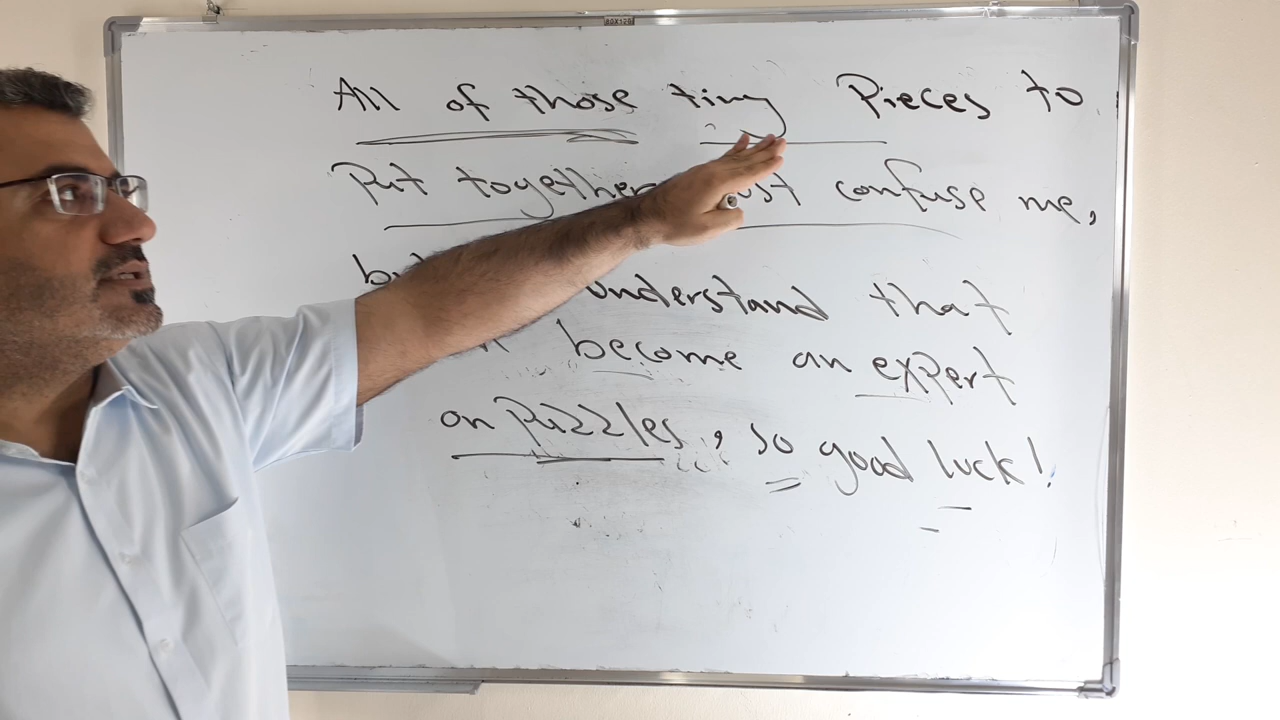 80X120
All of those tiny Pieces to
Put together just confuse me,
understand that
become an expert
on Puzzles, so good luck!